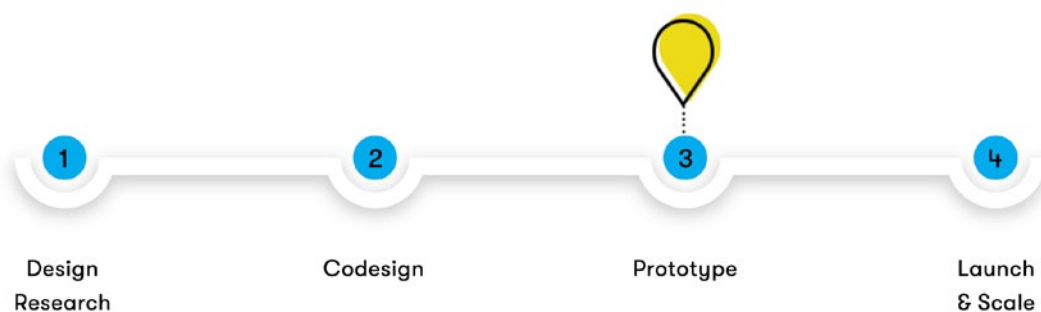 1
2
3
4
Design
Research
Codesign
Prototype
Launch
& Scale